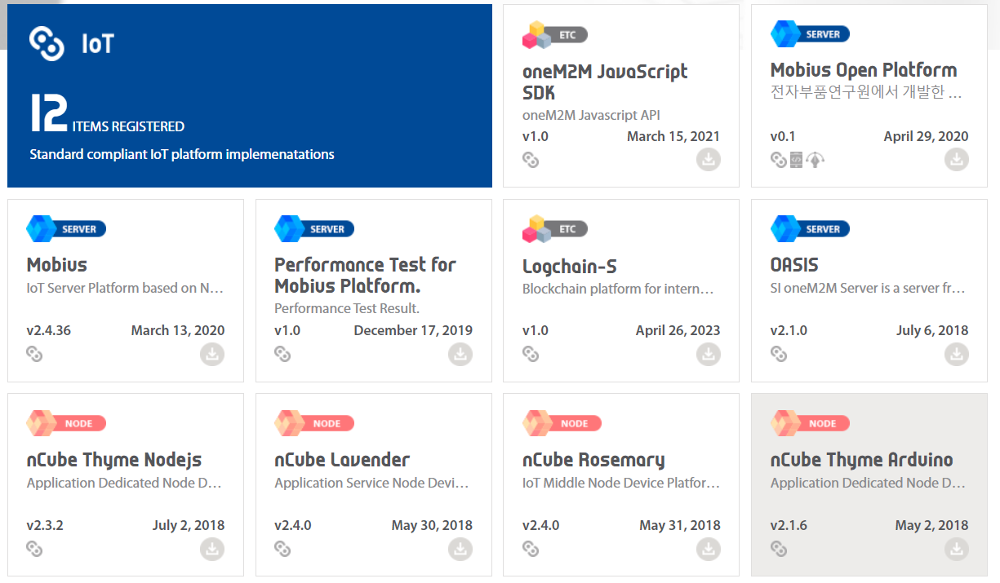 IoT
12 ITEMS REGISTERED
Standard compliant IoT platform implemenatations
ETC
oneM2M JavaScript
SDK
oneM2M Javascript API
v1.0 March 15, 2021
SERVER
Mobius Open Platform
전자부품연구원에서 개발한 ...
v0.1 April 29, 2020
SERVER
Mobius
IoT Server Platform based on N...
v2.4.36 March 13, 2020
SERVER
Performance Test for
Mobius Platform.
Performance Test Result.
v1.0 December 17, 2019
ETC
Logchain-S
Blockchain platform for intern...
v1.0 April 26, 2023
SERVER
OASIS
SI oneM2M Server is a server fr...
v2.1.0 July 6, 2018
NODE
nCube Thyme Nodejs
Application Dedicated Node D...
v2.3.2 July 2, 2018
NODE
nCube Lavender
Application Service Node Devi...
v2.4.0 May 30, 2018
NODE
nCube Rosemary
IoT Middle Node Device Platfor...
v2.4.0 May 31, 2018
NODE
nCube Thyme Arduino
Application Dedicated Node D...
v2.1.6 May 2, 2018